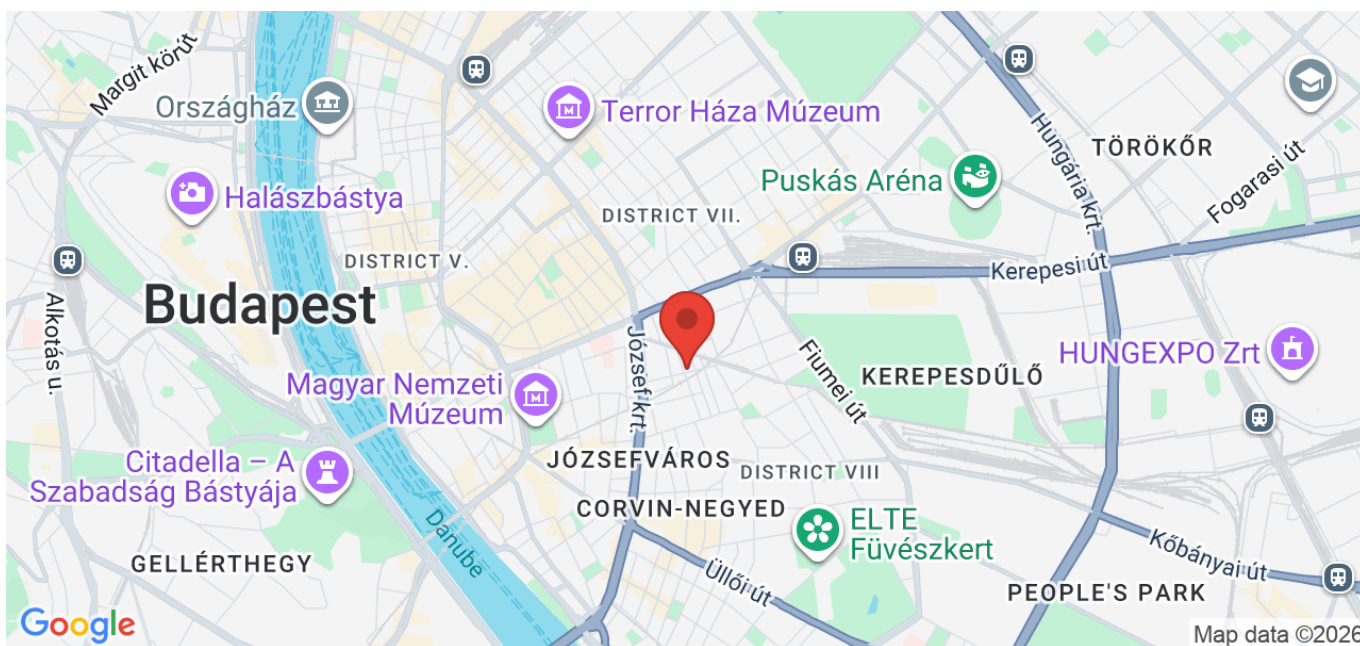 Margit körút
Országház
Terror Háza Múzeum
Hungária krt.
TÖRÖKŐR
Fogarasi út
Puskás Aréna
Halászbástya
DISTRICT VII.
DISTRICT V.
Kerepesi út
Budapest
Alkotás u.
József krt.
Fiumei út
HUNGEXPO Zrt
KEREPESDŰLŐ
Magyar Nemzeti
Múzeum
JÓZSEFVÁROS
DISTRICT VIII
Citadella – A
Szabadság Bástyája
CORVIN-NEGYED
ELTE
Füvészkert
Danube
Kőbányai út
GELLÉRTHEGY
Üllői út
PEOPLE'S PARK
Google
Map data ©2026